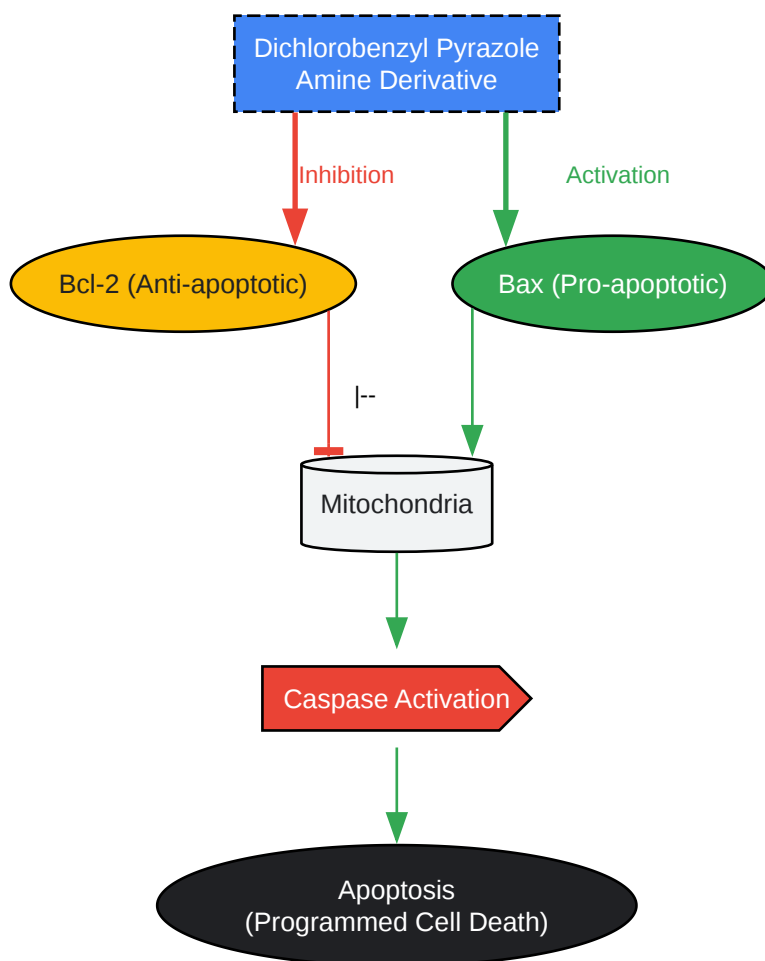 Dichlorobenzyl Pyrazole
Amine Derivative
Inhibition
Activation
Bcl-2 (Anti-apoptotic)
Bax (Pro-apoptotic)
|--
Mitochondria
Caspase Activation
Apoptosis
(Programmed Cell Death)